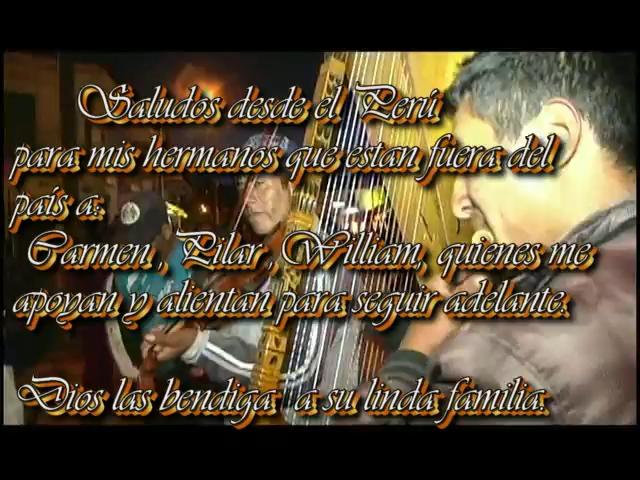 Saludos desde el Perú
para mis hermanos que estan fuera del
país a:
Carmen , Pilar ,William, quienes me
apoyan y alientan para seguir adelante.
Dios las bendiga a su linda familia.